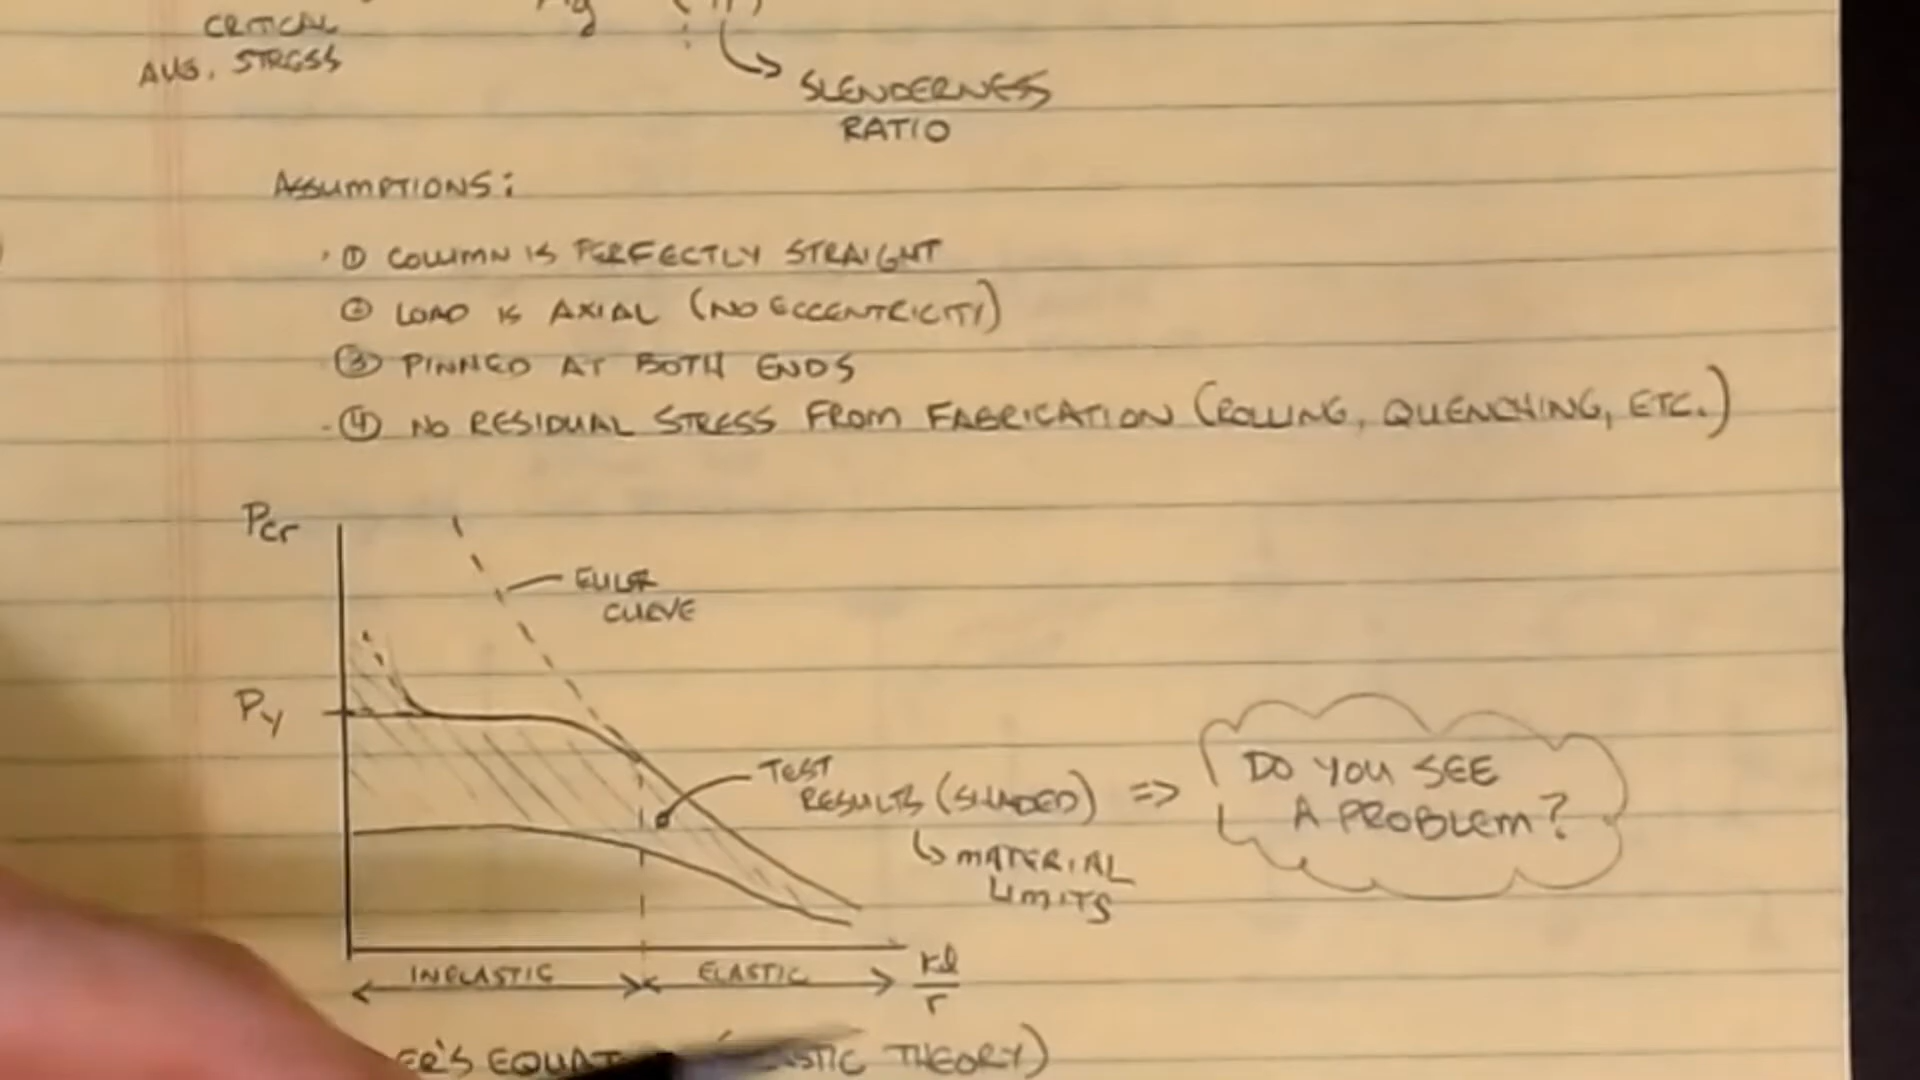 CRITICAL
AVG. STRESS
SLENDERNESS
RATIO
ASSUMPTIONS:
① COLUMN IS PERFECTLY STRAIGHT
② LOAD IS AXIAL (NO ECCENTRICITY)
③ PINNED AT BOTH ENDS
④ NO RESIDUAL STRESS FROM FABRICATION (ROLLING, QUENCHING, ETC.)
Pcr
EULER
CURVE
Py
TEST
RESULTS (SHADED) =>
MATERIAL
LIMITS
DO YOU SEE
A PROBLEM?
INELASTIC
ELASTIC
kl
r
THEORY)